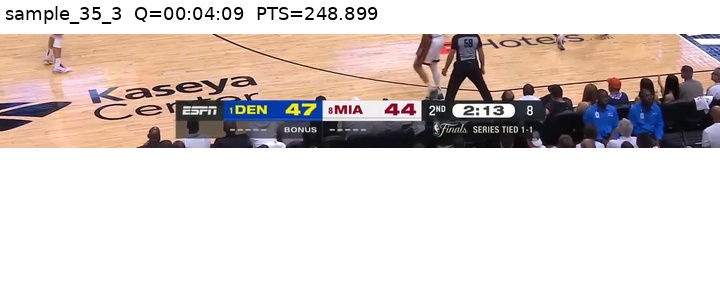 sample_35_3 Q=00:04:09 PTS=248.899
58
Hotels.
Kaseya
Center
ESPN 1 DEN 47 8 MIA 44 2ND 2:13 8
BONUS Finals SERIES TIED 1-1